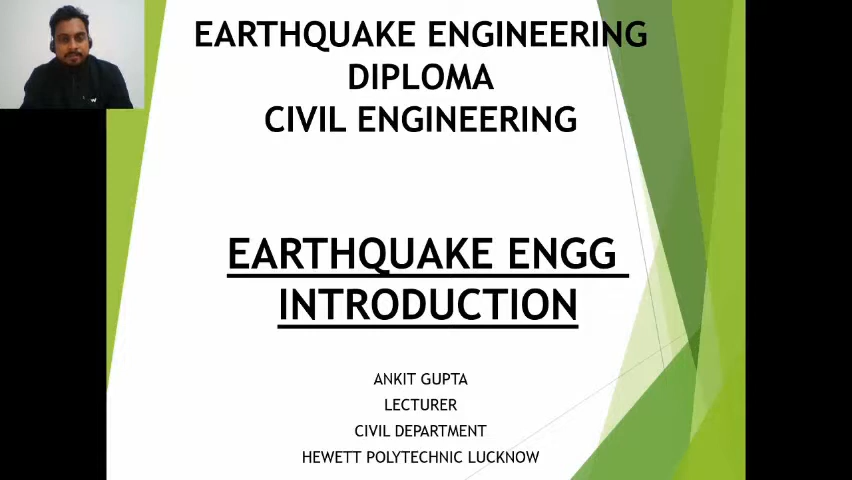 EARTHQUAKE ENGINEERING
DIPLOMA
CIVIL ENGINEERING
EARTHQUAKE ENGG
INTRODUCTION
ANKIT GUPTA
LECTURER
CIVIL DEPARTMENT
HEWETT POLYTECHNIC LUCKNOW